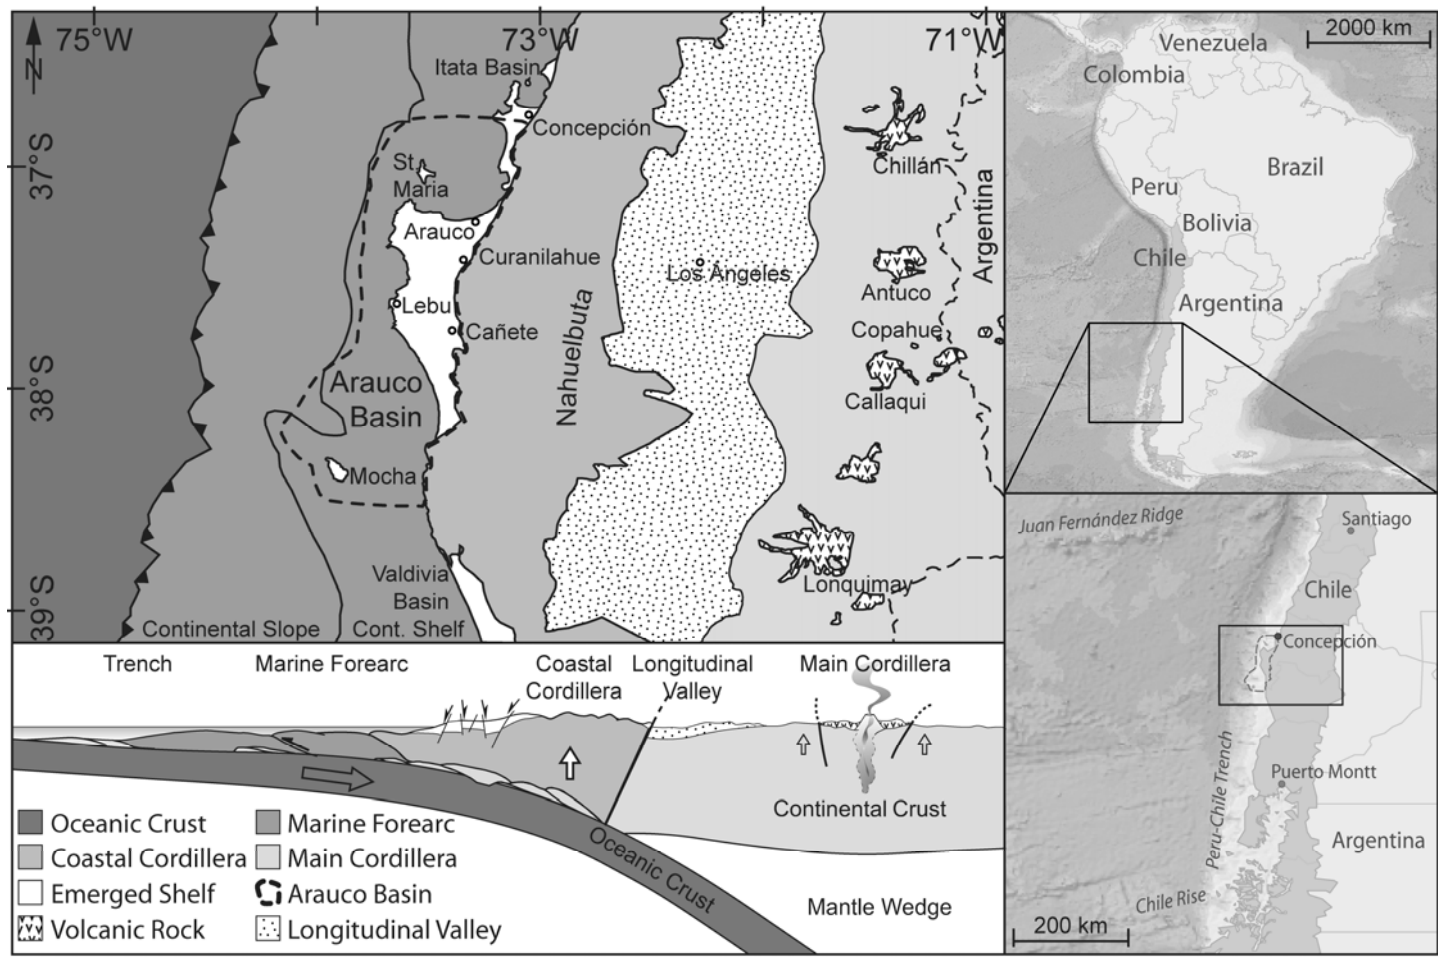 75°W
73°W
71°W
N
37°S
38°S
39°S
Itata Basin
Concepción
St.
Maria
Arauco
Curanilahue
Lebu
Cañete
Arauco
Basin
Mocha
Nahuelbuta
Los Ángeles
Chillán
Antuco
Copahue
Callaqui
Lonquimay
Argentina
Valdivia
Basin
Continental Slope
Cont. Shelf
Trench
Marine Forearc
Coastal
Cordillera
Longitudinal
Valley
Main Cordillera
Continental Crust
Oceanic Crust
Mantle Wedge
Oceanic Crust
Marine Forearc
Coastal Cordillera
Main Cordillera
Emerged Shelf
Arauco Basin
Volcanic Rock
Longitudinal Valley
2000 km
Venezuela
Colombia
Brazil
Peru
Bolivia
Chile
Argentina
Juan Fernández Ridge
Santiago
Chile
Concepción
Peru-Chile Trench
Puerto Montt
Argentina
Chile Rise
200 km